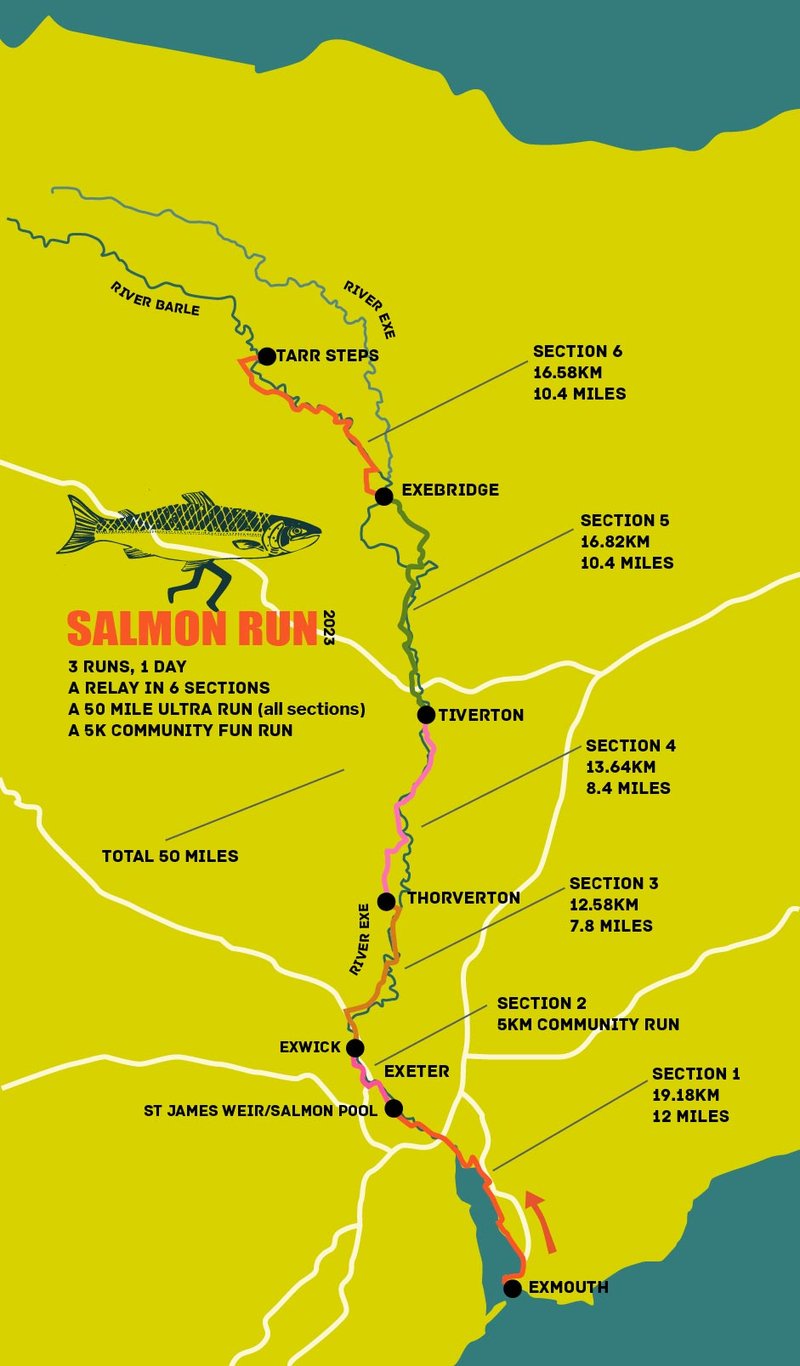 RIVER BARLE
RIVER EXE
TARR STEPS
SECTION 6
16.58KM
10.4 MILES
EXEBRIDGE
SECTION 5
16.82KM
10.4 MILES
SALMON RUN 2023
3 RUNS, 1 DAY
A RELAY IN 6 SECTIONS
A 50 MILE ULTRA RUN (all sections)
A 5K COMMUNITY FUN RUN
TIVERTON
SECTION 4
13.64KM
8.4 MILES
TOTAL 50 MILES
THORVERTON
SECTION 3
12.58KM
7.8 MILES
RIVER EXE
SECTION 2
5KM COMMUNITY RUN
EXWICK
EXETER
SECTION 1
19.18KM
12 MILES
ST JAMES WEIR/SALMON POOL
EXMOUTH